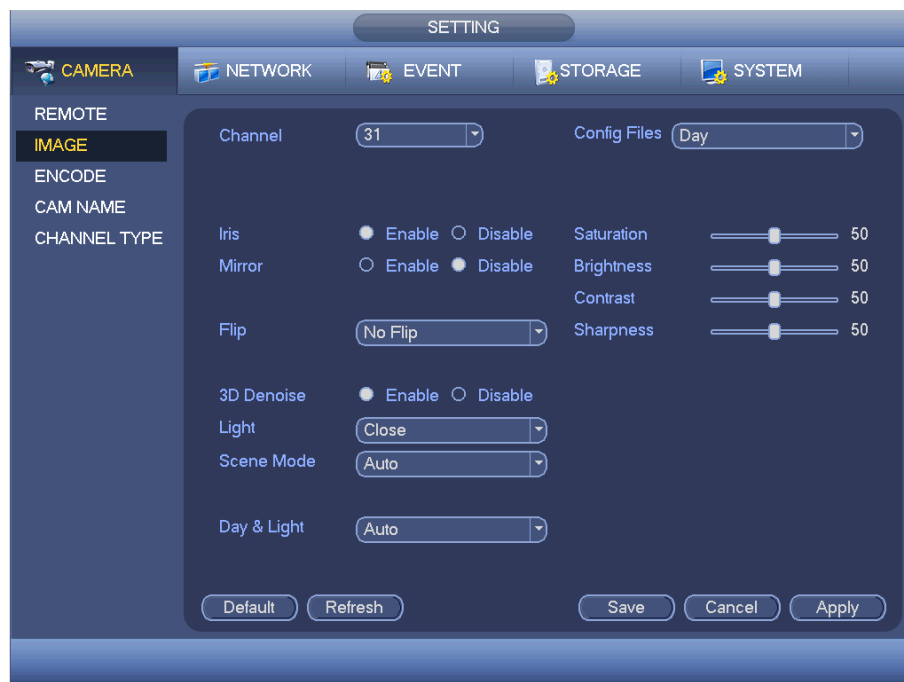 SETTING
CAMERA NETWORK EVENT STORAGE SYSTEM
REMOTE
IMAGE
ENCODE
CAM NAME
CHANNEL TYPE
Channel 31 Config Files Day
Iris Enable Disable Saturation 50
Mirror Enable Disable Brightness 50
Contrast 50
Flip No Flip Sharpness 50
3D Denoise Enable Disable
Light Close
Scene Mode Auto
Day & Light Auto
Default Refresh Save Cancel Apply